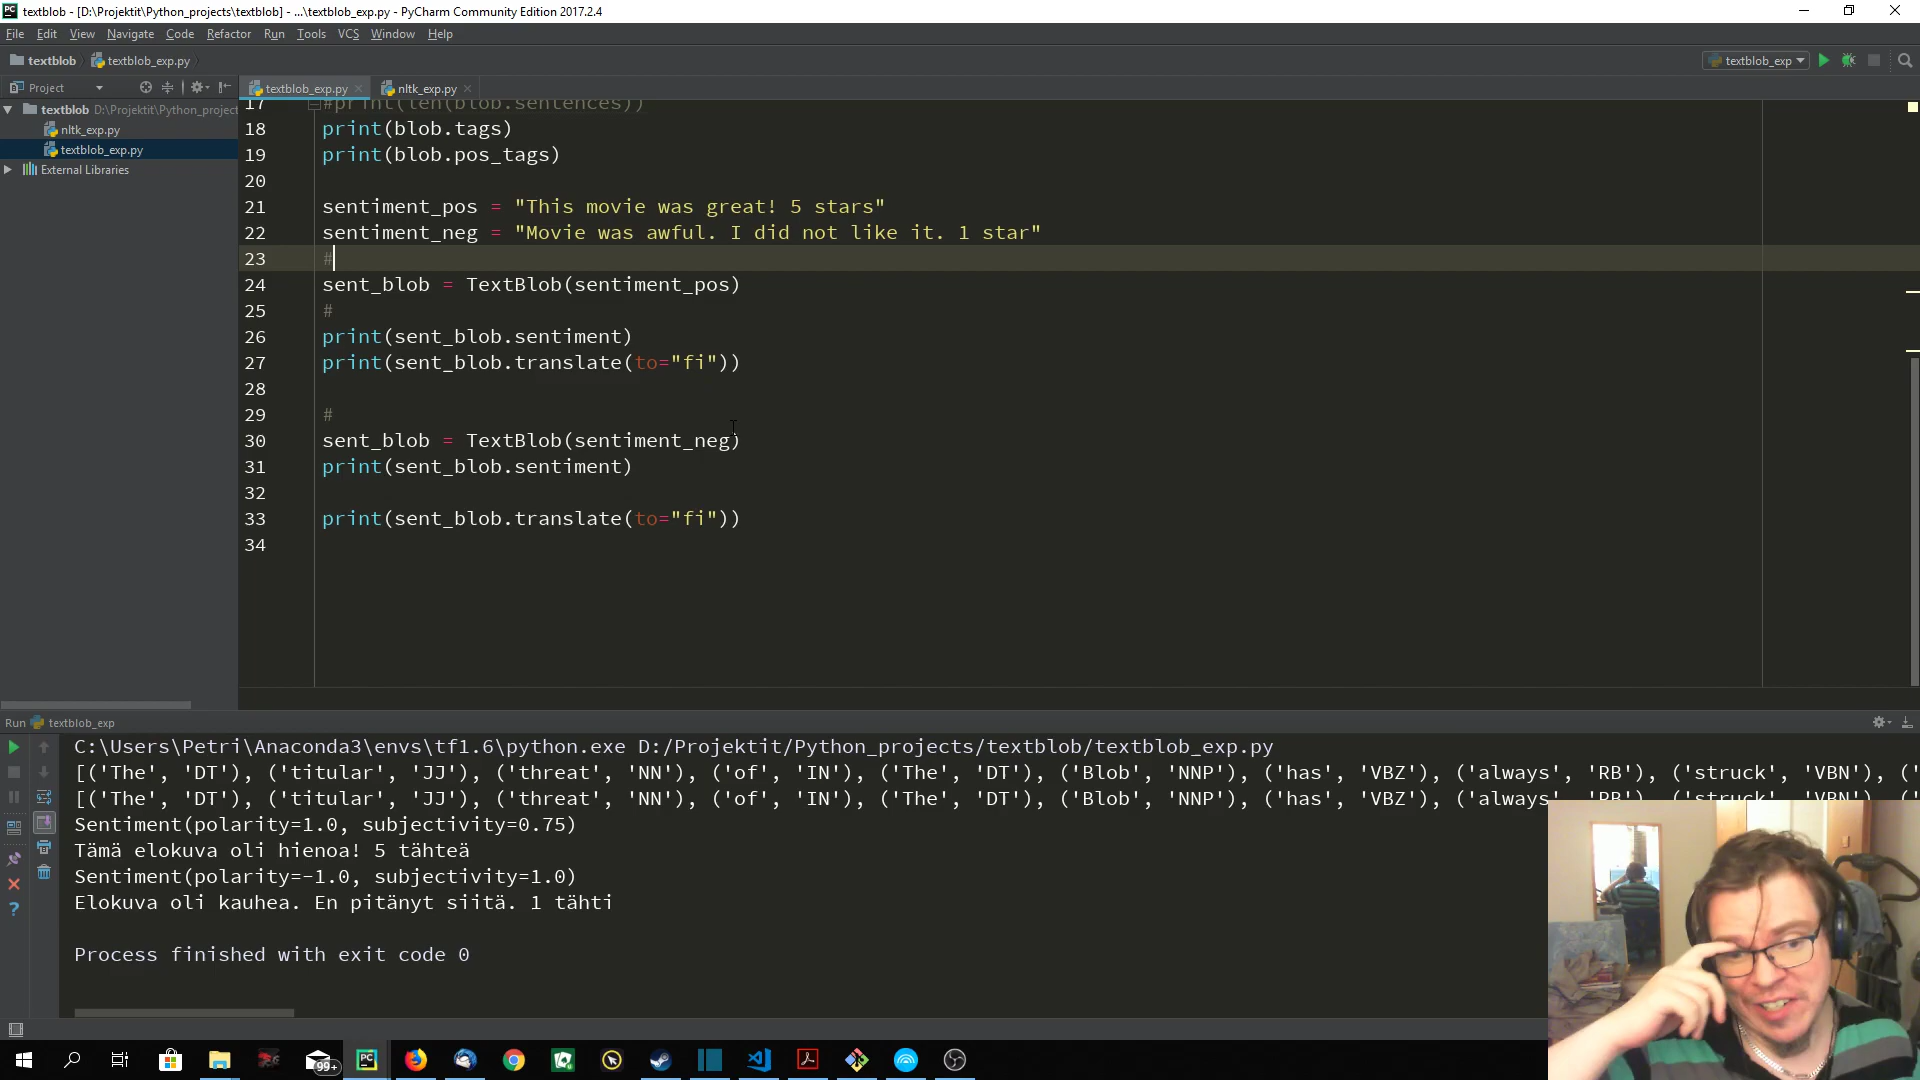 textblob - [D:\Projektit\Python_projects\textblob] - ...\textblob_exp.py - PyCharm Community Edition 2017.2.4
File Edit View Navigate Code Refactor Run Tools VCS Window Help
textblob textblob_exp.py textblob_exp
Project
textblob_exp.py nltk_exp.py
textblob D:\Projektit\Python_project
nltk_exp.py
textblob_exp.py
External Libraries
17 #print(len(blob.sentences))
18 print(blob.tags)
19 print(blob.pos_tags)
20
21 sentiment_pos = "This movie was great! 5 stars"
22 sentiment_neg = "Movie was awful. I did not like it. 1 star"
23 #
24 sent_blob = TextBlob(sentiment_pos)
25 #
26 print(sent_blob.sentiment)
27 print(sent_blob.translate(to="fi"))
28
29 #
30 sent_blob = TextBlob(sentiment_neg)
31 print(sent_blob.sentiment)
32
33 print(sent_blob.translate(to="fi"))
34
Run textblob_exp
C:\Users\Petri\Anaconda3\envs\tf1.6\python.exe D:/Projektit/Python_projects/textblob/textblob_exp.py
[('The', 'DT'), ('titular', 'JJ'), ('threat', 'NN'), ('of', 'IN'), ('The', 'DT'), ('Blob', 'NNP'), ('has', 'VBZ'), ('always', 'RB'), ('struck', 'VBN'), ('
[('The', 'DT'), ('titular', 'JJ'), ('threat', 'NN'), ('of', 'IN'), ('The', 'DT'), ('Blob', 'NNP'), ('has', 'VBZ'), ('always', 'RB'), ('struck', 'VBN'), ('
Sentiment(polarity=1.0, subjectivity=0.75)
Tämä elokuva oli hienoa! 5 tähteä
Sentiment(polarity=-1.0, subjectivity=1.0)
Elokuva oli kauhea. En pitänyt siitä. 1 tähti
Process finished with exit code 0
99+
PC